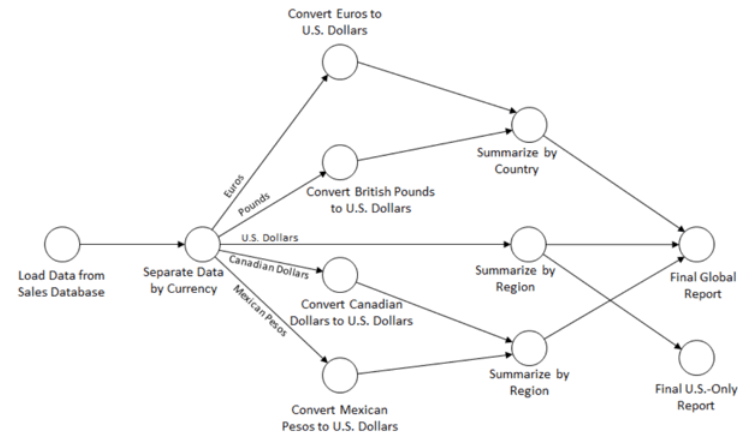 Convert Euros to
U.S. Dollars
Summarize by
Country
Euros
Pounds
Convert British Pounds
to U.S. Dollars
U.S. Dollars
Load Data from
Sales Database
Separate Data
by Currency
Canadian Dollars
Mexican Pesos
Summarize by
Region
Final Global
Report
Convert Canadian
Dollars to U.S. Dollars
Summarize by
Region
Final U.S.-Only
Report
Convert Mexican
Pesos to U.S. Dollars